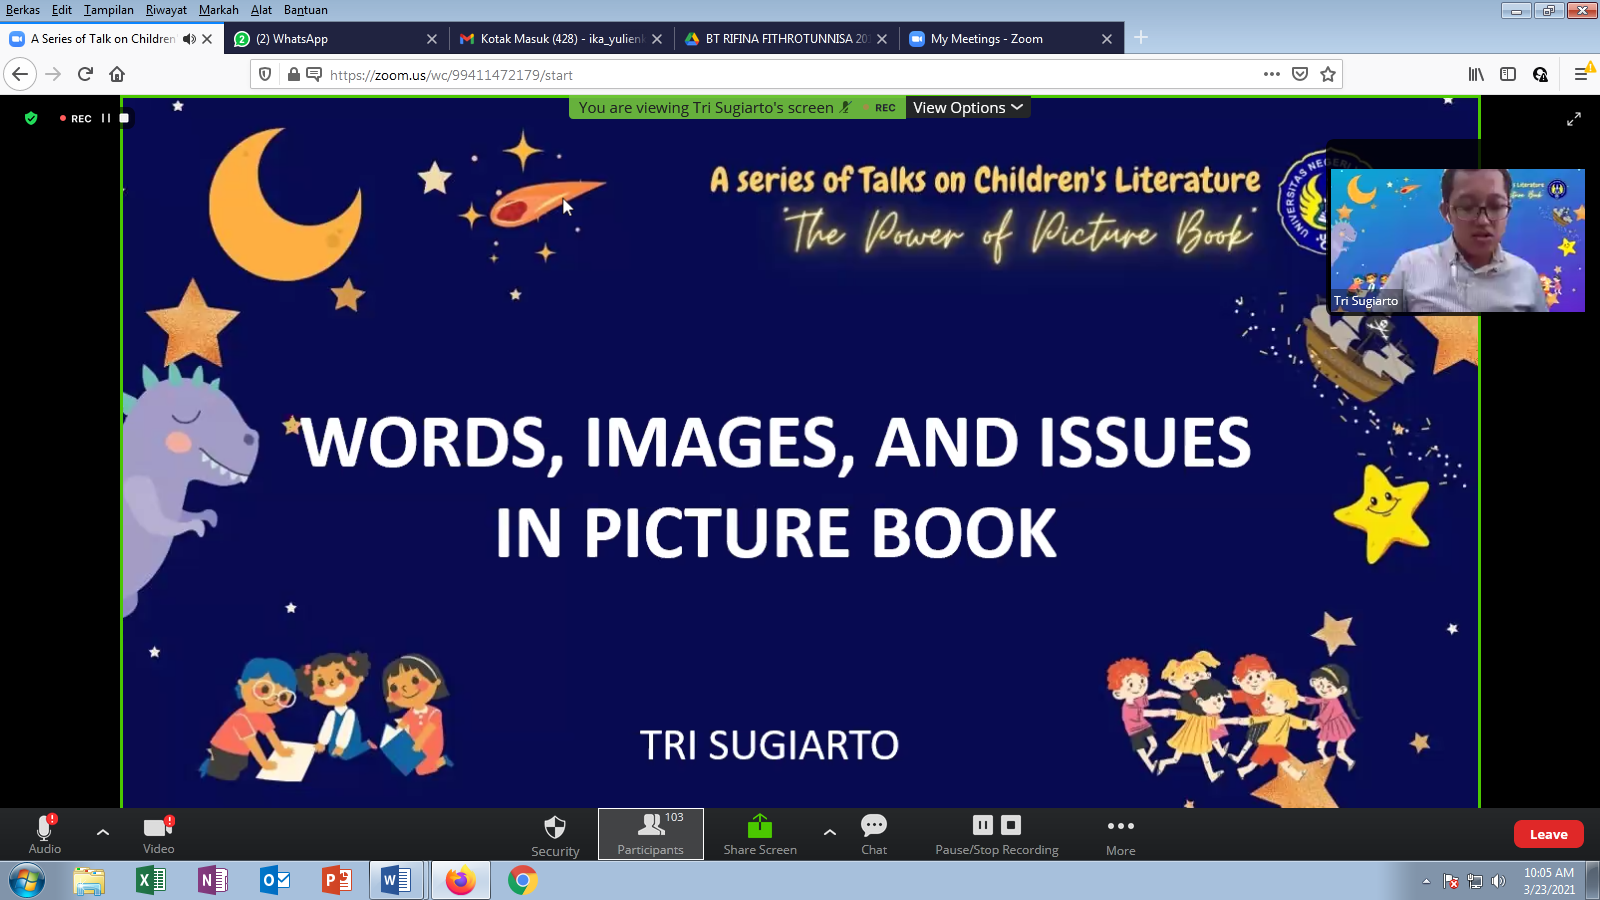 Berkas Edit Tampilan Riwayat Markah Alat Bantuan
A Series of Talk on Children
(2) WhatsApp
Kotak Masuk (428) - ika_yulien
BT RIFINA FITHROTUNNISA 20
My Meetings - Zoom
https://zoom.us/wc/99411472179/start
REC
You are viewing Tri Sugiarto's screen
REC
View Options
A series of Talks on Children's Literature
"The Power of Picture Book"
UNIVERSITAS NEGERI
Literature
Book
Tri Sugiarto
WORDS, IMAGES, AND ISSUES
IN PICTURE BOOK
TRI SUGIARTO
Audio
Video
Security
103
Participants
Share Screen
Chat
Pause/Stop Recording
More
Leave
10:05 AM
3/23/2021